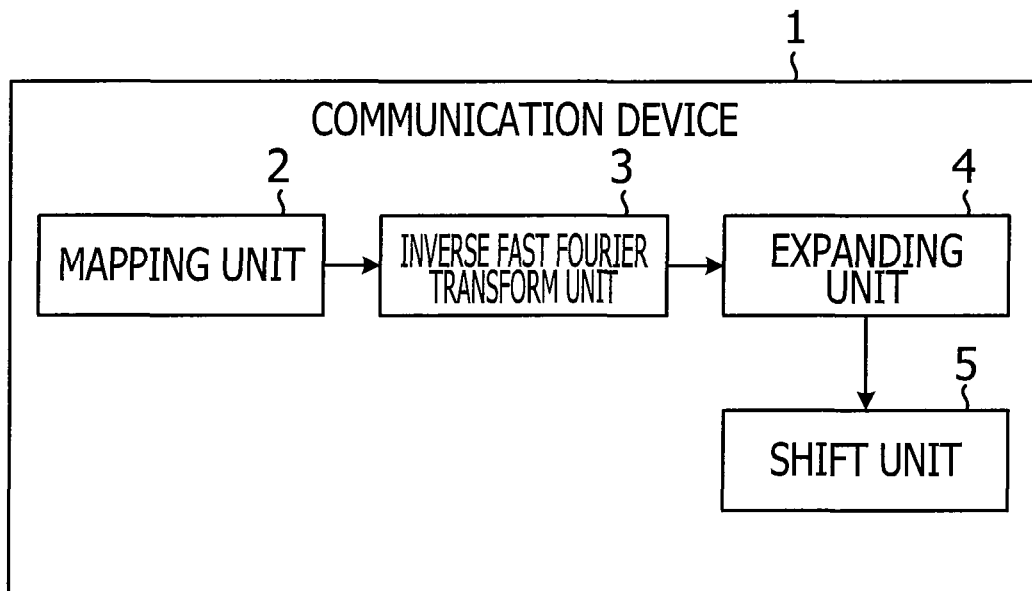 1
COMMUNICATION DEVICE
2
3
4
MAPPING UNIT
INVERSE FAST FOURIER
TRANSFORM UNIT
EXPANDING
UNIT
5
SHIFT UNIT